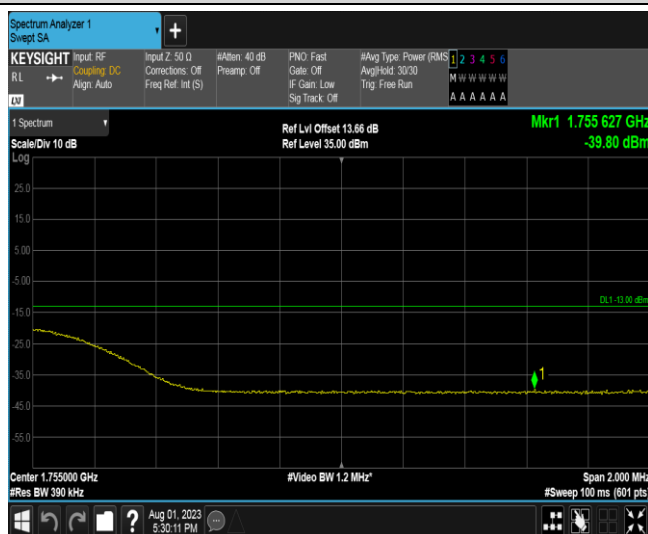 Spectrum Analyzer 1
Swept SA
+
KEYSIGHT
RL
LXI
Input: RF
Coupling: DC
Align: Auto
Input Z: 50 Ω
Corrections: Off
Freq Ref: Int (S)
#Atten: 40 dB
Preamp: Off
PNO: Fast
Gate: Off
IF Gain: Low
Sig Track: Off
#Avg Type: Power (RMS
Avg|Hold: 30/30
Trig: Free Run
1 2 3 4 5 6
M W W W W W
A A A A A A
1 Spectrum
Scale/Div 10 dB
Log
Ref Lvl Offset 13.66 dB
Ref Level 35.00 dBm
Mkr1 1.755 627 GHz
-39.80 dBm
25.0
15.0
5.00
-5.00
-15.0
-25.0
-35.0
-45.0
-55.0
DL1 -13.00 dBm
1
Center 1.755000 GHz
#Res BW 390 kHz
#Video BW 1.2 MHz*
Span 2.000 MHz
#Sweep 100 ms (601 pts)
?
Aug 01, 2023
5:30:11 PM